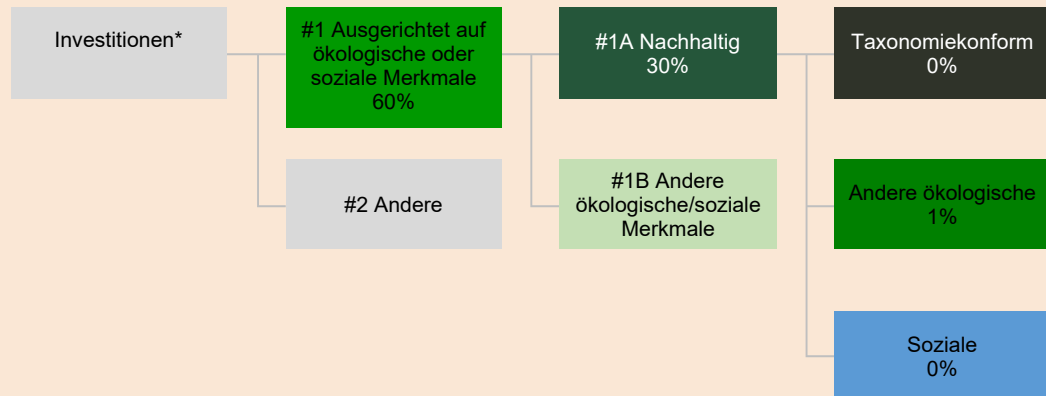 Investitionen*
#1 Ausgerichtet auf
ökologische oder
soziale Merkmale
60%
#1A Nachhaltig
30%
Taxonomiekonform
0%
#2 Andere
#1B Andere
ökologische/soziale
Merkmale
Andere ökologische
1%
Soziale
0%